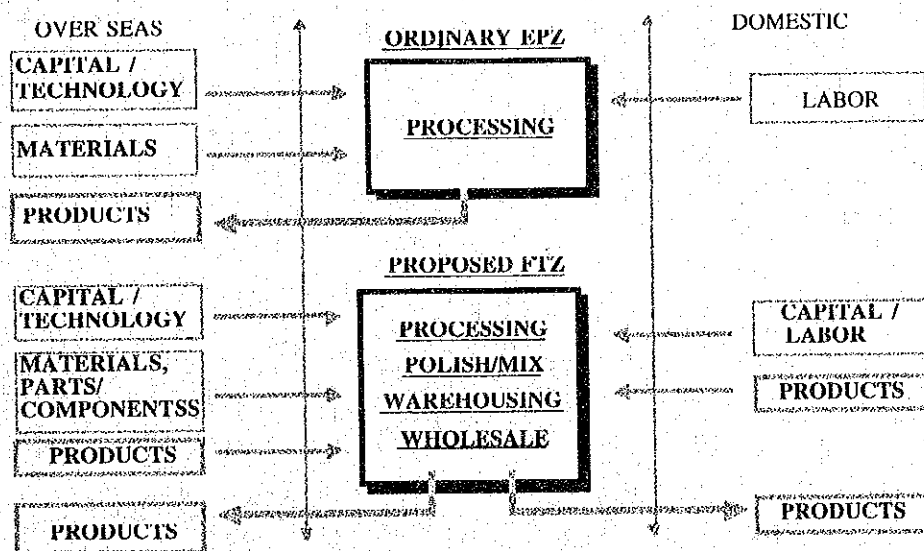 OVER SEAS
DOMESTIC
ORDINARY EPZ
CAPITAL /
TECHNOLOGY
MATERIALS
PRODUCTS
PROCESSING
LABOR
PROPOSED FTZ
CAPITAL /
TECHNOLOGY
MATERIALS,
PARTS/
COMPONENTSS
PRODUCTS
PRODUCTS
PROCESSING
POLISH/MIX
WAREHOUSING
WHOLESALE
CAPITAL /
LABOR
PRODUCTS
PRODUCTS